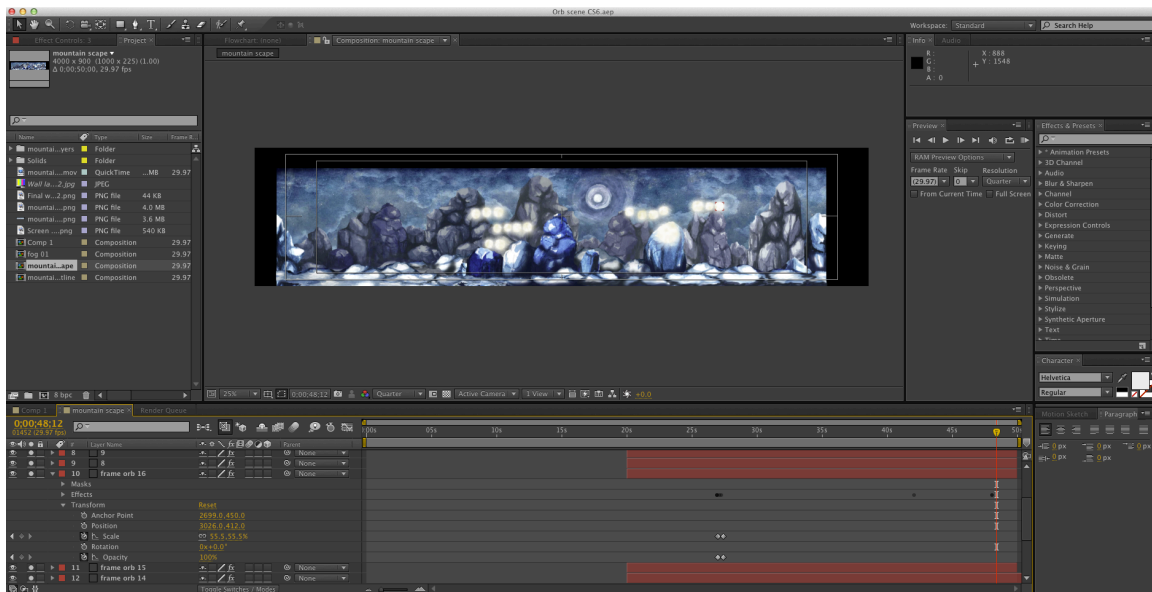 Orb scene CS6.aep
Workspace: Standard
Search Help
Effect Controls: 3
Project
Flowchart: (none)
Composition: mountain scape
Info
Audio
mountain scape
4000 x 900 (1000 x 225) (1.00)
Δ 0;00;50;00, 29.97 fps
mountain scape
R :
G :
B :
A : 0
X : 888
Y : 1548
Name
Type
Size
Frame R...
mountai...yers
Folder
Solids
Folder
mountai....mov
QuickTime
...MB
29.97
Wall la...2.jpg
JPEG
Final w...2.png
PNG file
44 KB
mountai....png
PNG file
4.0 MB
mountai....png
PNG file
3.6 MB
Screen ....png
PNG file
540 KB
Comp 1
Composition
29.97
fog 01
Composition
29.97
mountai...ape
Composition
29.97
mountai...tline
Composition
29.97
8 bpc
Preview
RAM Preview Options
Frame Rate
Skip
Resolution
(29.97)
0
Quarter
From Current Time
Full Screen
Effects & Presets
* Animation Presets
3D Channel
Audio
Blur & Sharpen
Channel
Color Correction
Distort
Expression Controls
Generate
Keying
Matte
Noise & Grain
Obsolete
Perspective
Simulation
Stylize
Synthetic Aperture
Text
Time
Character
Helvetica
Regular
25%
0;00;48;12
Quarter
Active Camera
1 View
+0.0
Comp 1
mountain scape
Render Queue
0;00;48;12
01452 (29.97 fps)
05s
10s
15s
20s
25s
30s
35s
40s
45s
#
Layer Name
Parent
8
9
None
9
8
None
10
frame orb 16
None
Masks
Effects
Transform
Reset
Anchor Point
2699.0,450.0
Position
3026.0,412.0
Scale
55.5,55.5%
Rotation
0x+0.0°
Opacity
100%
11
frame orb 15
None
12
frame orb 14
None
Toggle Switches / Modes
Motion Sketch
Paragraph
0 px
0 px
0 px
0 px
0 px